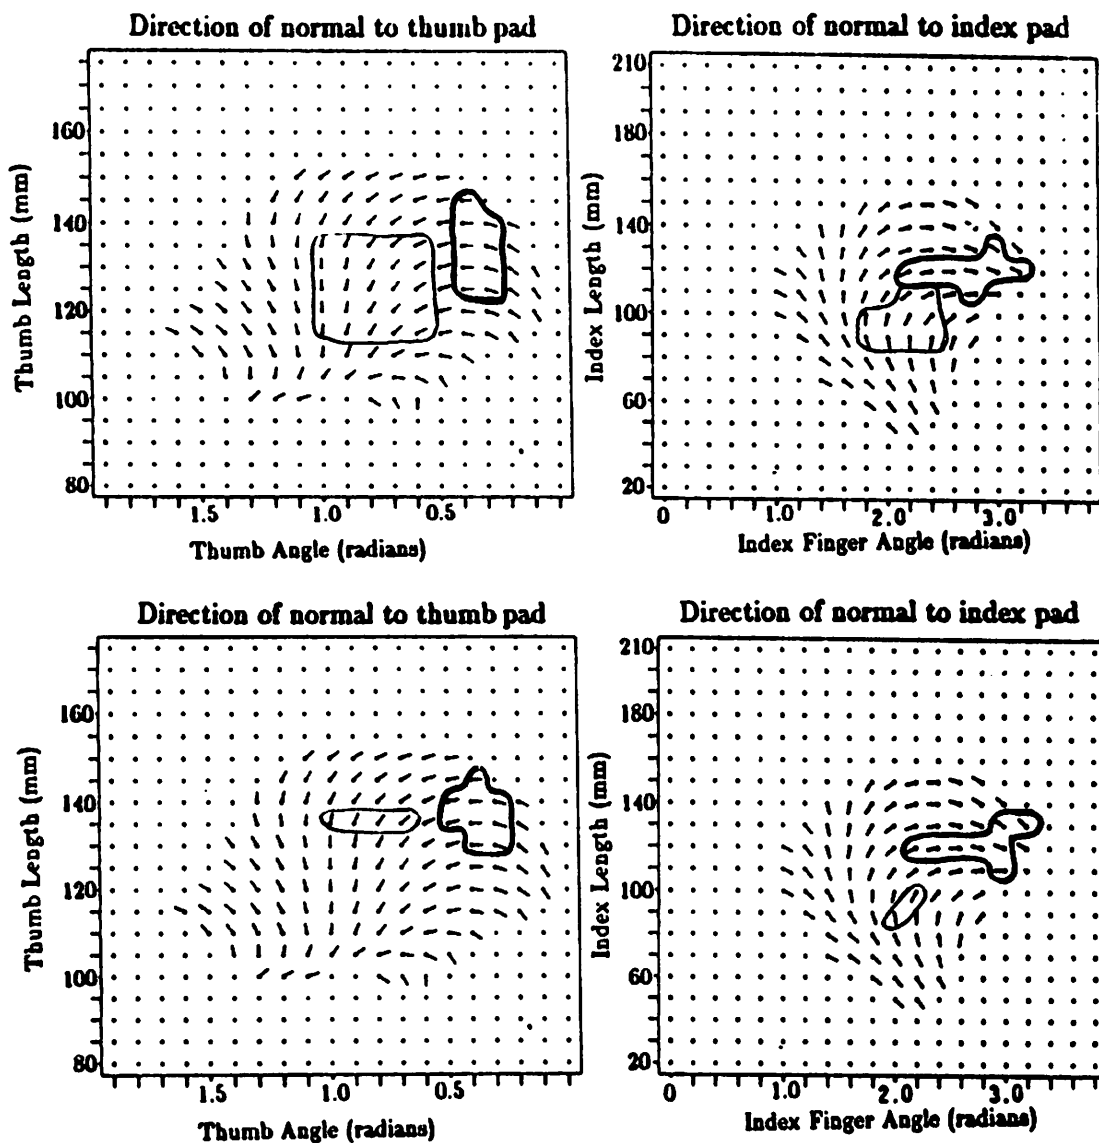 Direction of normal to thumb pad
Thumb Length (mm)
160
140
120
100
80
1.5 1.0 0.5
Thumb Angle (radians)
Direction of normal to index pad
Index Length (mm)
210
180
140
100
60
20
0 1.0 2.0 3.0
Index Finger Angle (radians)
Direction of normal to thumb pad
Thumb Length (mm)
160
140
120
100
80
1.5 1.0 0.5
Thumb Angle (radians)
Direction of normal to index pad
Index Length (mm)
210
180
140
100
60
20
0 1.0 2.0 3.0
Index Finger Angle (radians)